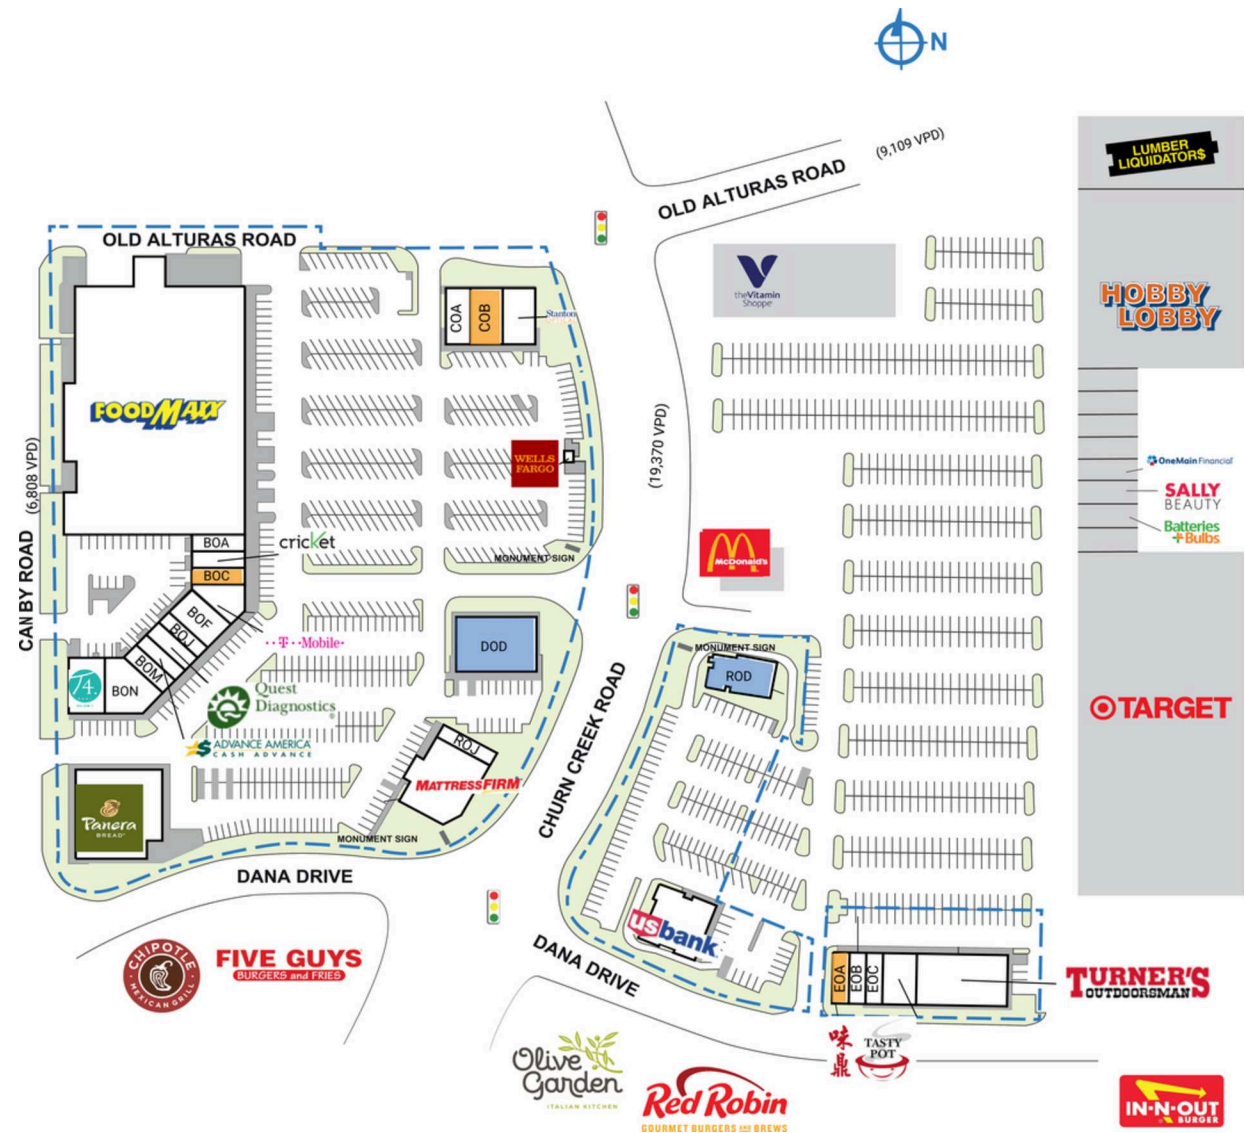 N
(9,109 VPD)
OLD ALTURAS ROAD
LUMBER
LIQUIDATOR$
OLD ALTURAS ROAD
theVitamin
Shoppe
HOBBY
LOBBY
COA
COB
Stanton
FOODMAXX
(19,370 VPD)
WELLS
FARGO
OneMain Financial
SALLY
BEAUTY
Batteries
+Bulbs
(6,808 VPD)
CANBY ROAD
BOA
cricket
BOC
MONUMENT SIGN
McDonald's
BOF
BOJ
BOM
BON
T4
T··Mobile·
DOD
MONUMENT SIGN
ROD
Quest
Diagnostics
ADVANCE AMERICA
CASH ADVANCE
TARGET
CHURN CREEK ROAD
ROJ
MATTRESSFIRM
Panera
BREAD
MONUMENT SIGN
DANA DRIVE
usbank
DANA DRIVE
CHIPOTLE
MEXICAN GRILL
FIVE GUYS
BURGERS and FRIES
EOA
EOB
EOC
TURNER'S
OUTDOORSMAN
味鼎
TASTY
POT
Olive
Garden
ITALIAN KITCHEN
Red Robin
GOURMET BURGERS AND BREWS
IN-N-OUT
BURGER